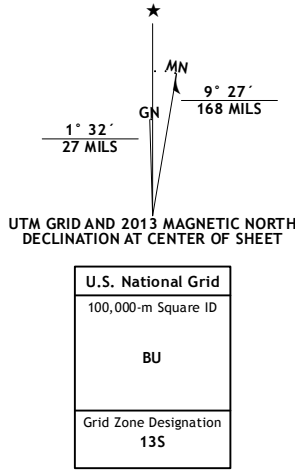 MN
GN
9° 27´
168 MILS
1° 32´
27 MILS
UTM GRID AND 2013 MAGNETIC NORTH
DECLINATION AT CENTER OF SHEET
U.S. National Grid
100,000-m Square ID
BU
Grid Zone Designation
13S